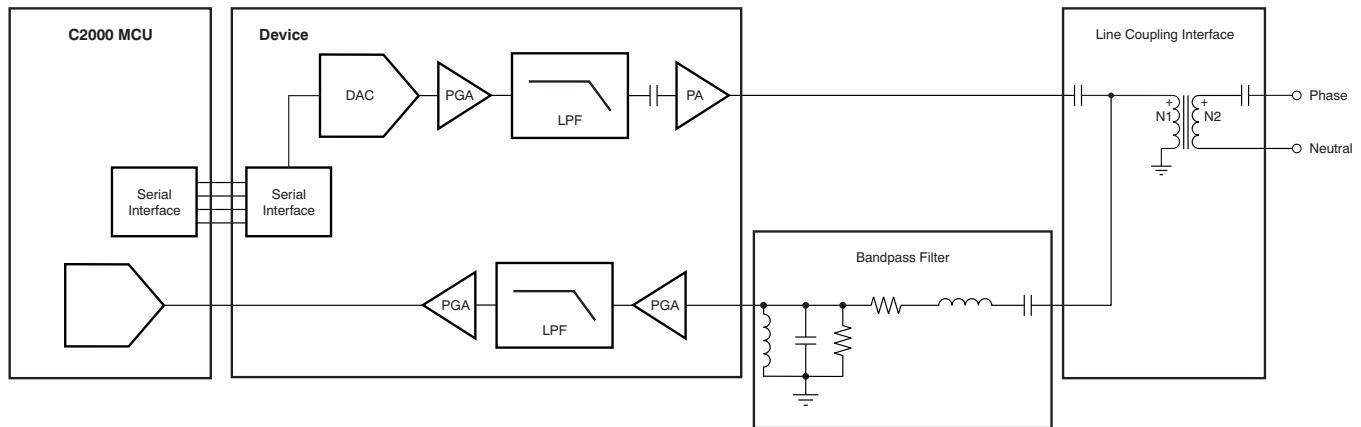 C2000 MCU
Device
Line Coupling Interface
DAC
PGA
LPF
PA
+
N1
+
N2
Phase
Neutral
Serial
Interface
Serial
Interface
Bandpass Filter
PGA
LPF
PGA